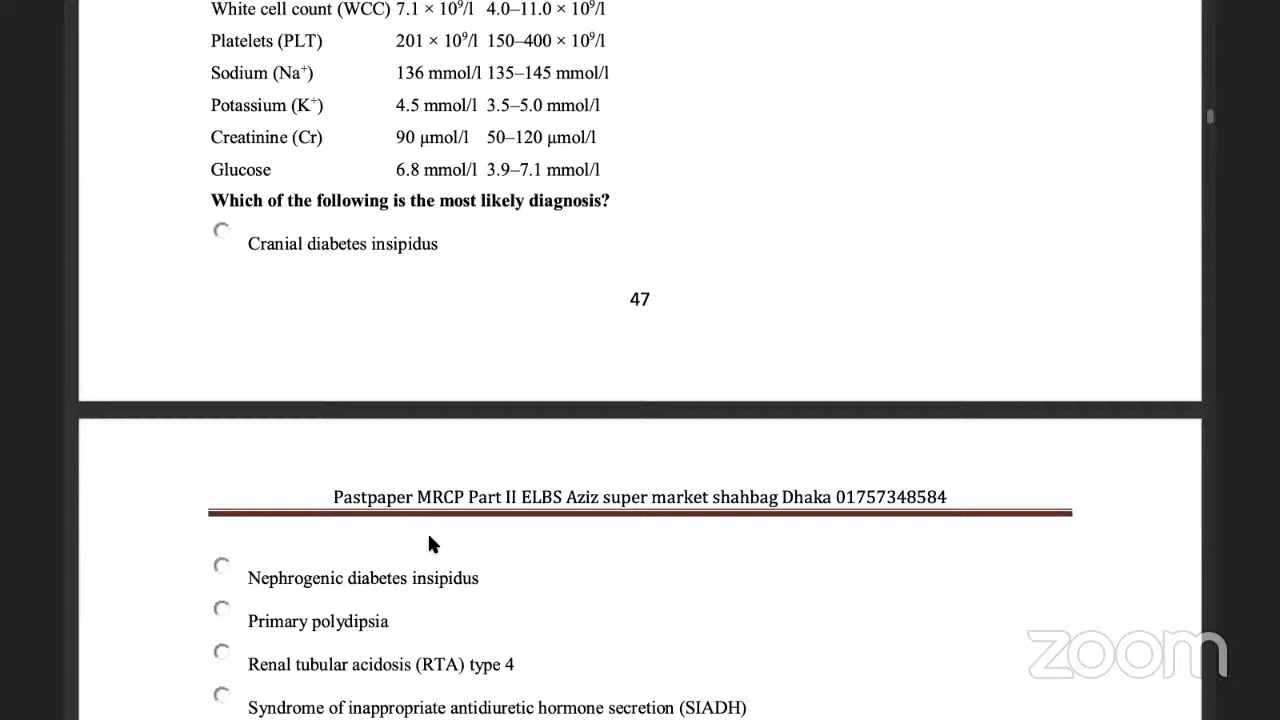 White cell count (WCC) 7.1 × 10⁹/l 4.0–11.0 × 10⁹/l
Platelets (PLT) 201 × 10⁹/l 150–400 × 10⁹/l
Sodium (Na⁺) 136 mmol/l 135–145 mmol/l
Potassium (K⁺) 4.5 mmol/l 3.5–5.0 mmol/l
Creatinine (Cr) 90 μmol/l 50–120 μmol/l
Glucose 6.8 mmol/l 3.9–7.1 mmol/l
Which of the following is the most likely diagnosis?
Cranial diabetes insipidus
47
Pastpaper MRCP Part II ELBS Aziz super market shahbag Dhaka 01757348584
Nephrogenic diabetes insipidus
Primary polydipsia
Renal tubular acidosis (RTA) type 4
Syndrome of inappropriate antidiuretic hormone secretion (SIADH)
zoom